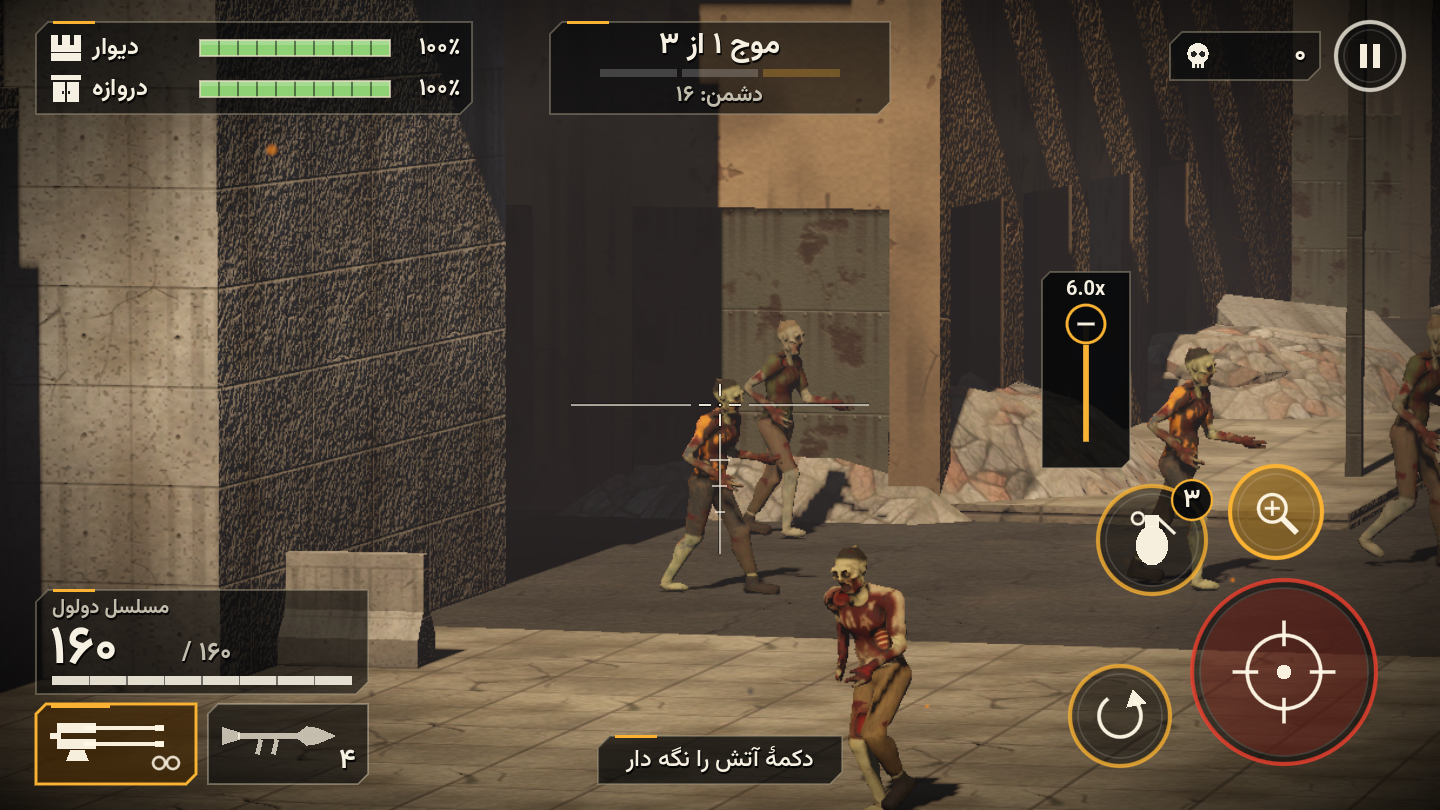 دیوار ۱۰۰٪
دروازه ۱۰۰٪
موج ۱ از ۳
دشمن: ۱۶
۰
6.0x
۳
مسلسل دولول
۱۶۰ / ۱۶۰
∞
۴
دکمهٔ آتش را نگه دار